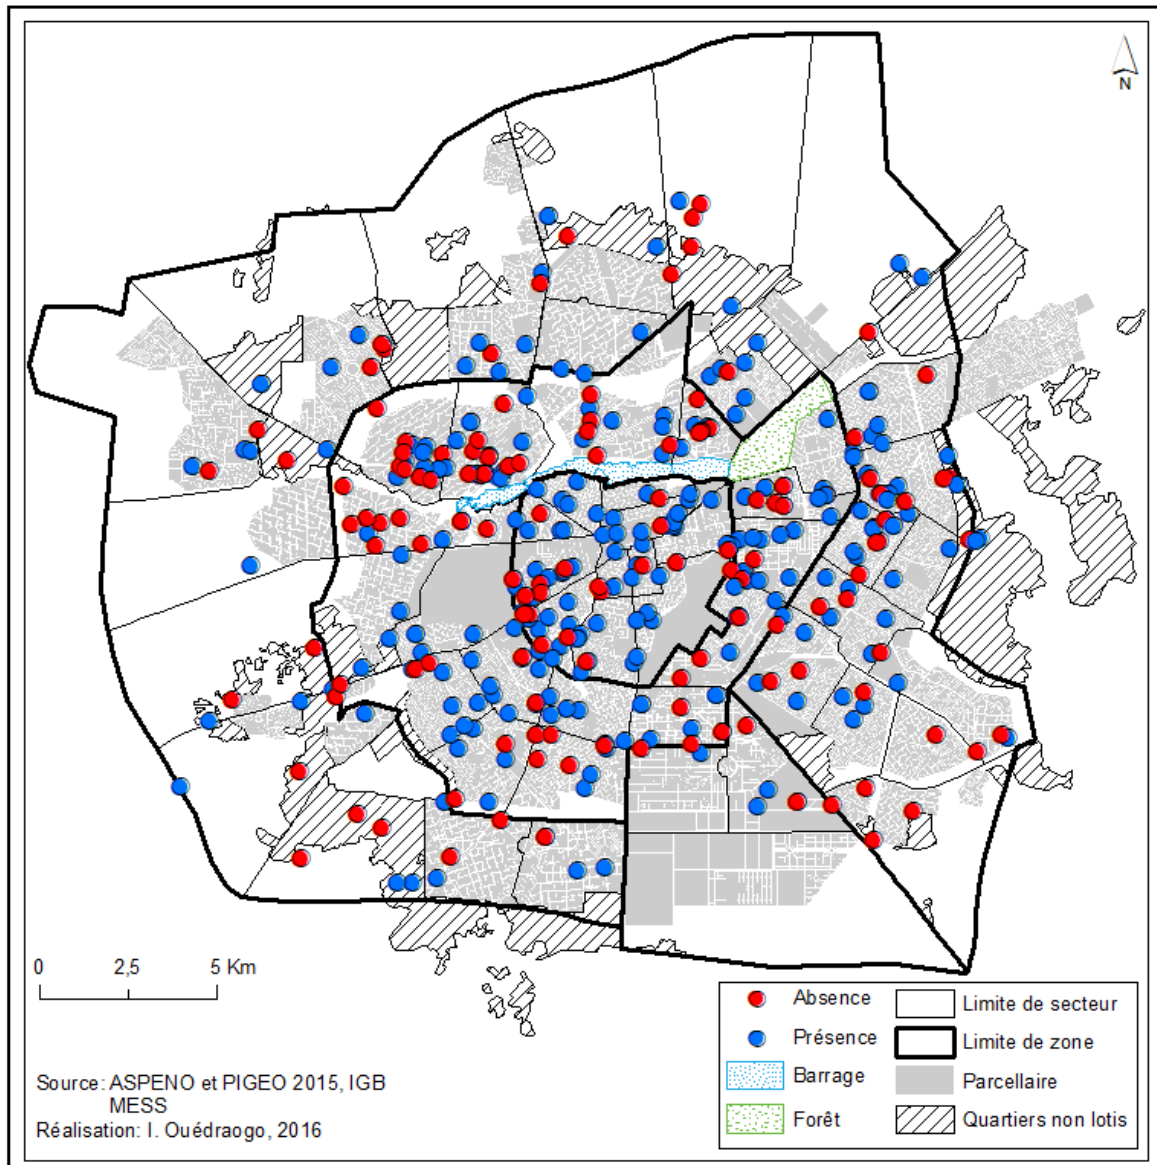 N
0 2,5 5 Km
Source: ASPENO et PIGEO 2015, IGB
MESS
Réalisation: I. Ouédraogo, 2016
Absence
Présence
Barrage
Forêt
Limite de secteur
Limite de zone
Parcellaire
Quartiers non lotis